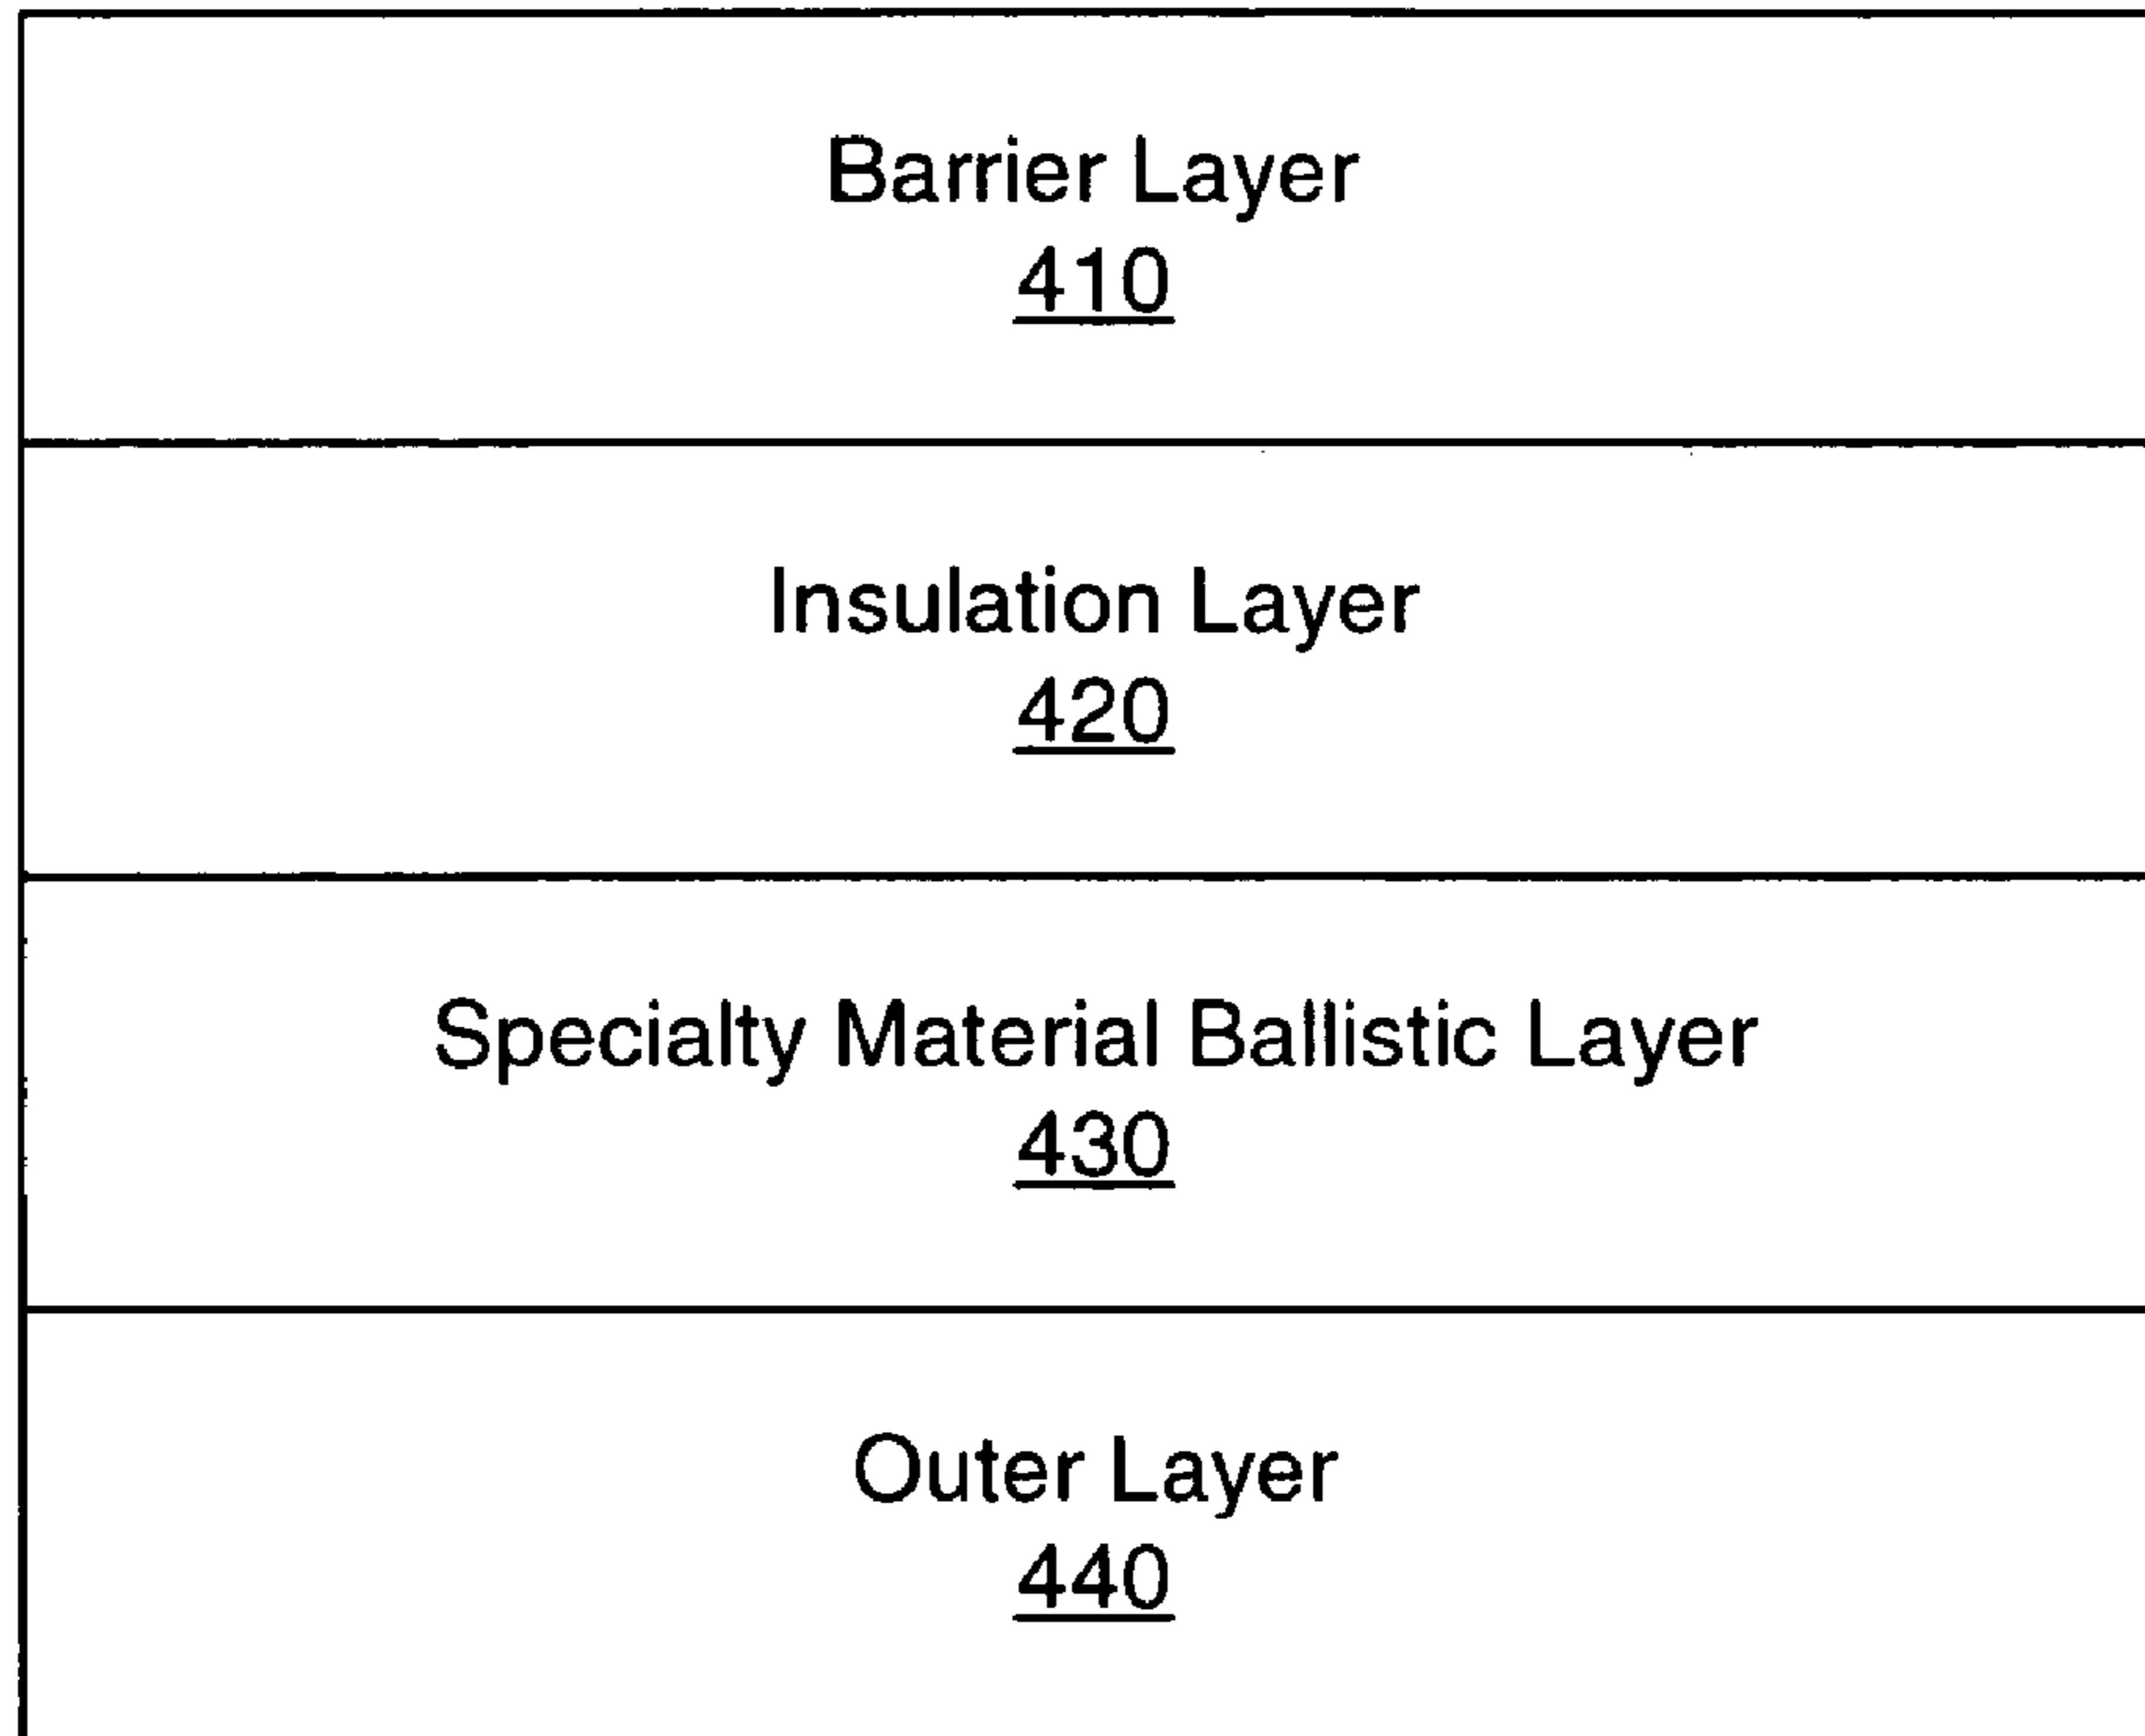 Barrier Layer
410
Insulation Layer
420
Specialty Material Ballistic Layer
430
Outer Layer
440